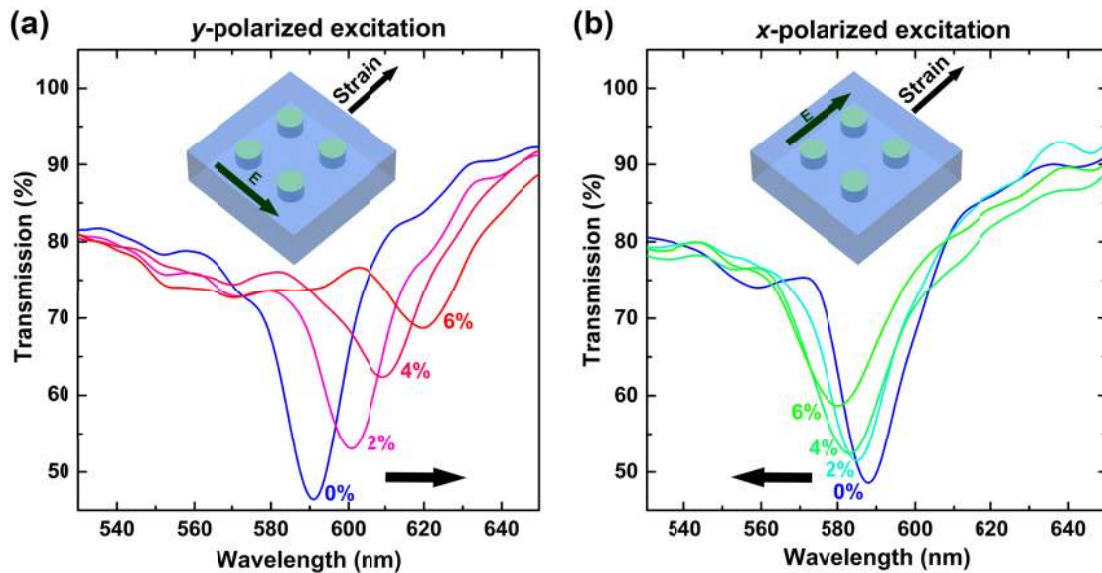 (a)
y-polarized excitation
Transmission (%)
100
90
80
70
60
50
Strain
E
6%
4%
2%
0%
540
560
580
600
620
640
Wavelength (nm)
(b)
x-polarized excitation
Transmission (%)
100
90
80
70
60
50
Strain
E
6%
4%
2%
0%
540
560
580
600
620
640
Wavelength (nm)